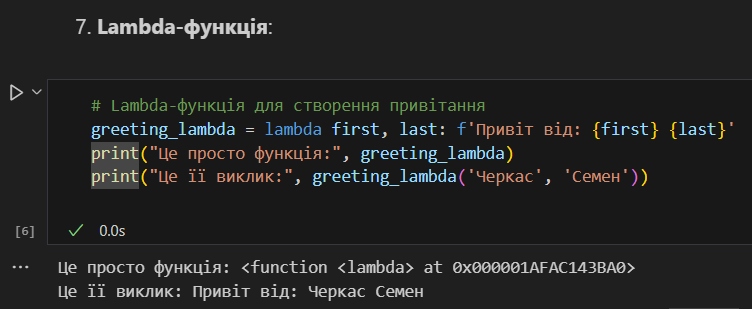 7. Lambda-функція:
# Lambda-функція для створення привітання
greeting_lambda = lambda first, last: f'Привіт від: {first} {last}'
print("Це просто функція:", greeting_lambda)
print("Це її виклик:", greeting_lambda('Черкас', 'Семен'))
[6] 0.0s
Це просто функція: <function <lambda> at 0x000001AFAC143BA0>
Це її виклик: Привіт від: Черкас Семен